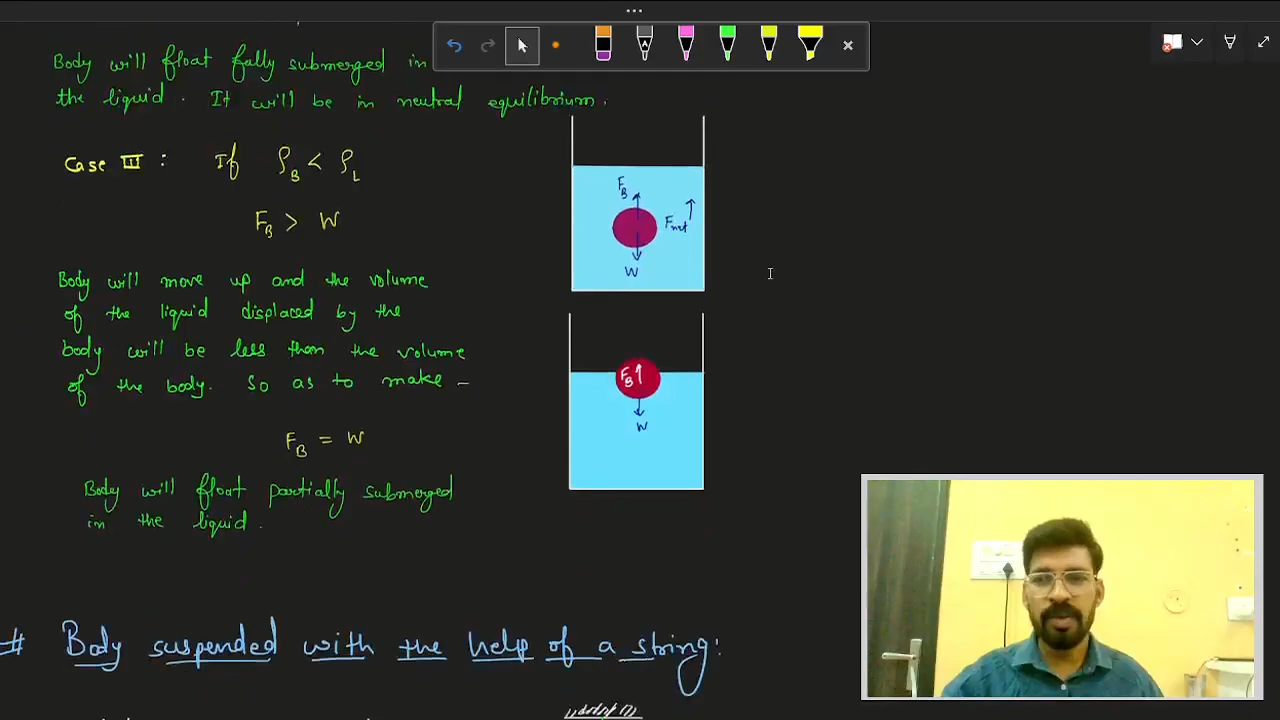 Body will float fully submerged in
the liquid. It will be in neutral equilibrium.
Case III : If ρB < ρL
FB > W
Body will move up and the volume
of the liquid displaced by the
body will be less than the volume
of the body. So as to make –
FB = W
Body will float partially submerged
in the liquid.
FB
Fnet
W
FB
W
# Body suspended with the help of a string: